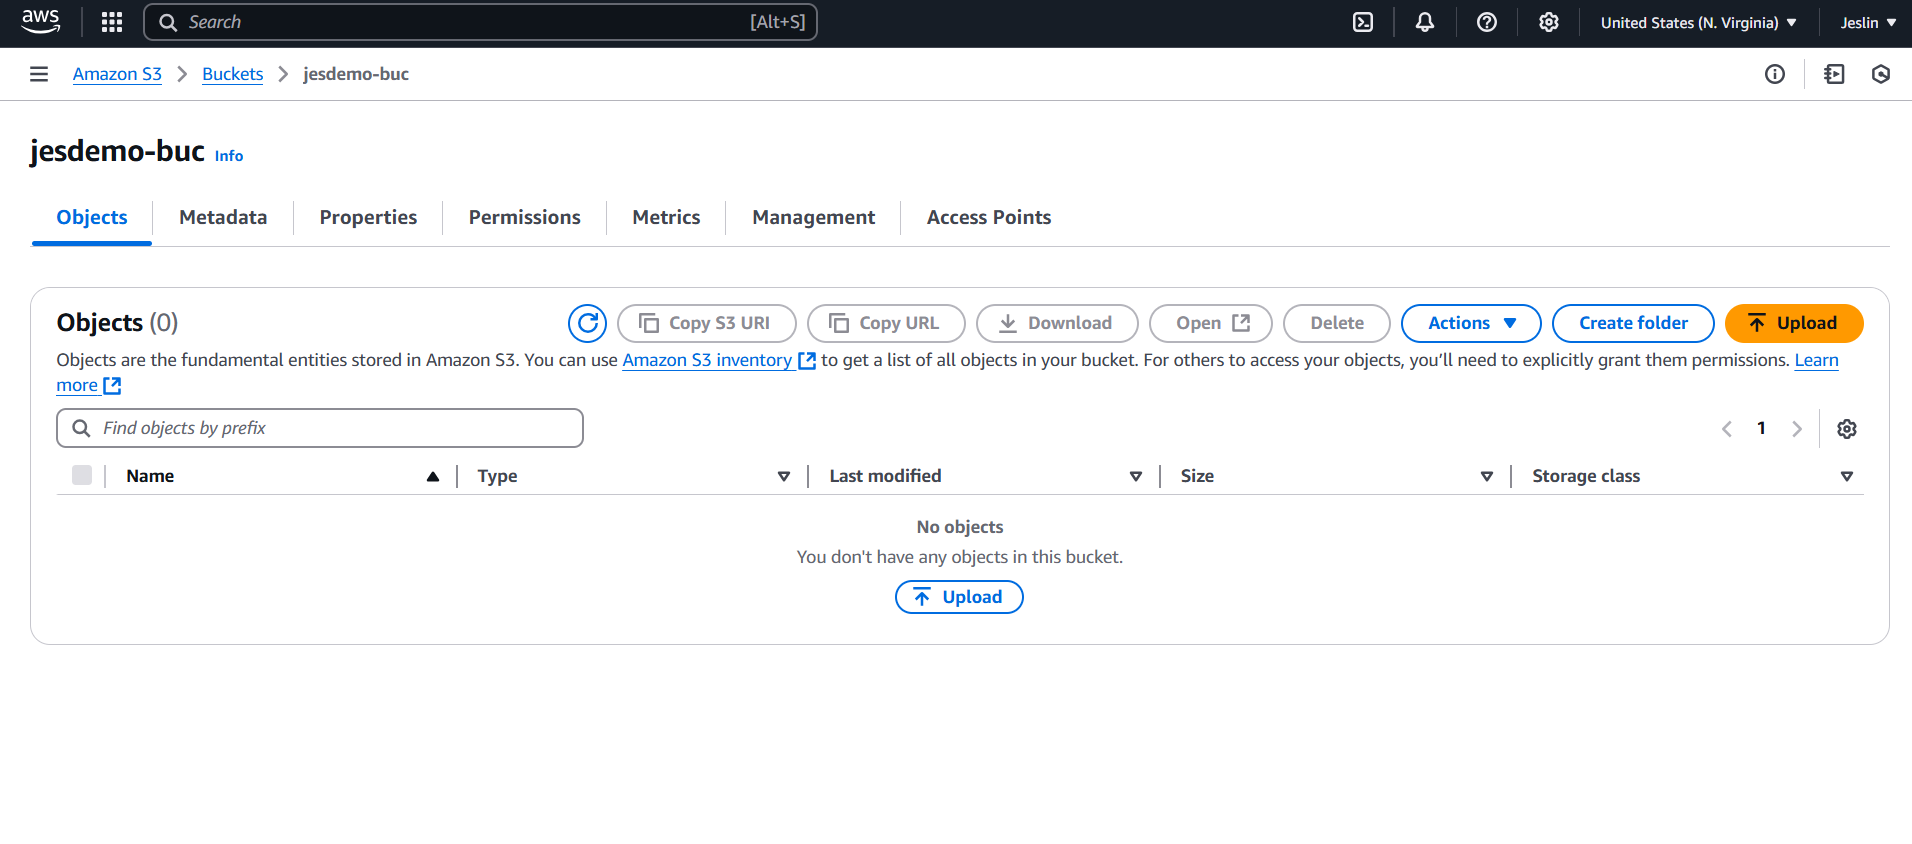 aws Search [Alt+S] United States (N. Virginia) Jeslin
Amazon S3 Buckets jesdemo-buc
jesdemo-buc Info
Objects Metadata Properties Permissions Metrics Management Access Points
Objects (0) Copy S3 URI Copy URL Download Open Delete Actions Create folder Upload
Objects are the fundamental entities stored in Amazon S3. You can use Amazon S3 inventory to get a list of all objects in your bucket. For others to access your objects, you’ll need to explicitly grant them permissions. Learn
more
Find objects by prefix 1
Name Type Last modified Size Storage class
No objects
You don't have any objects in this bucket.
Upload